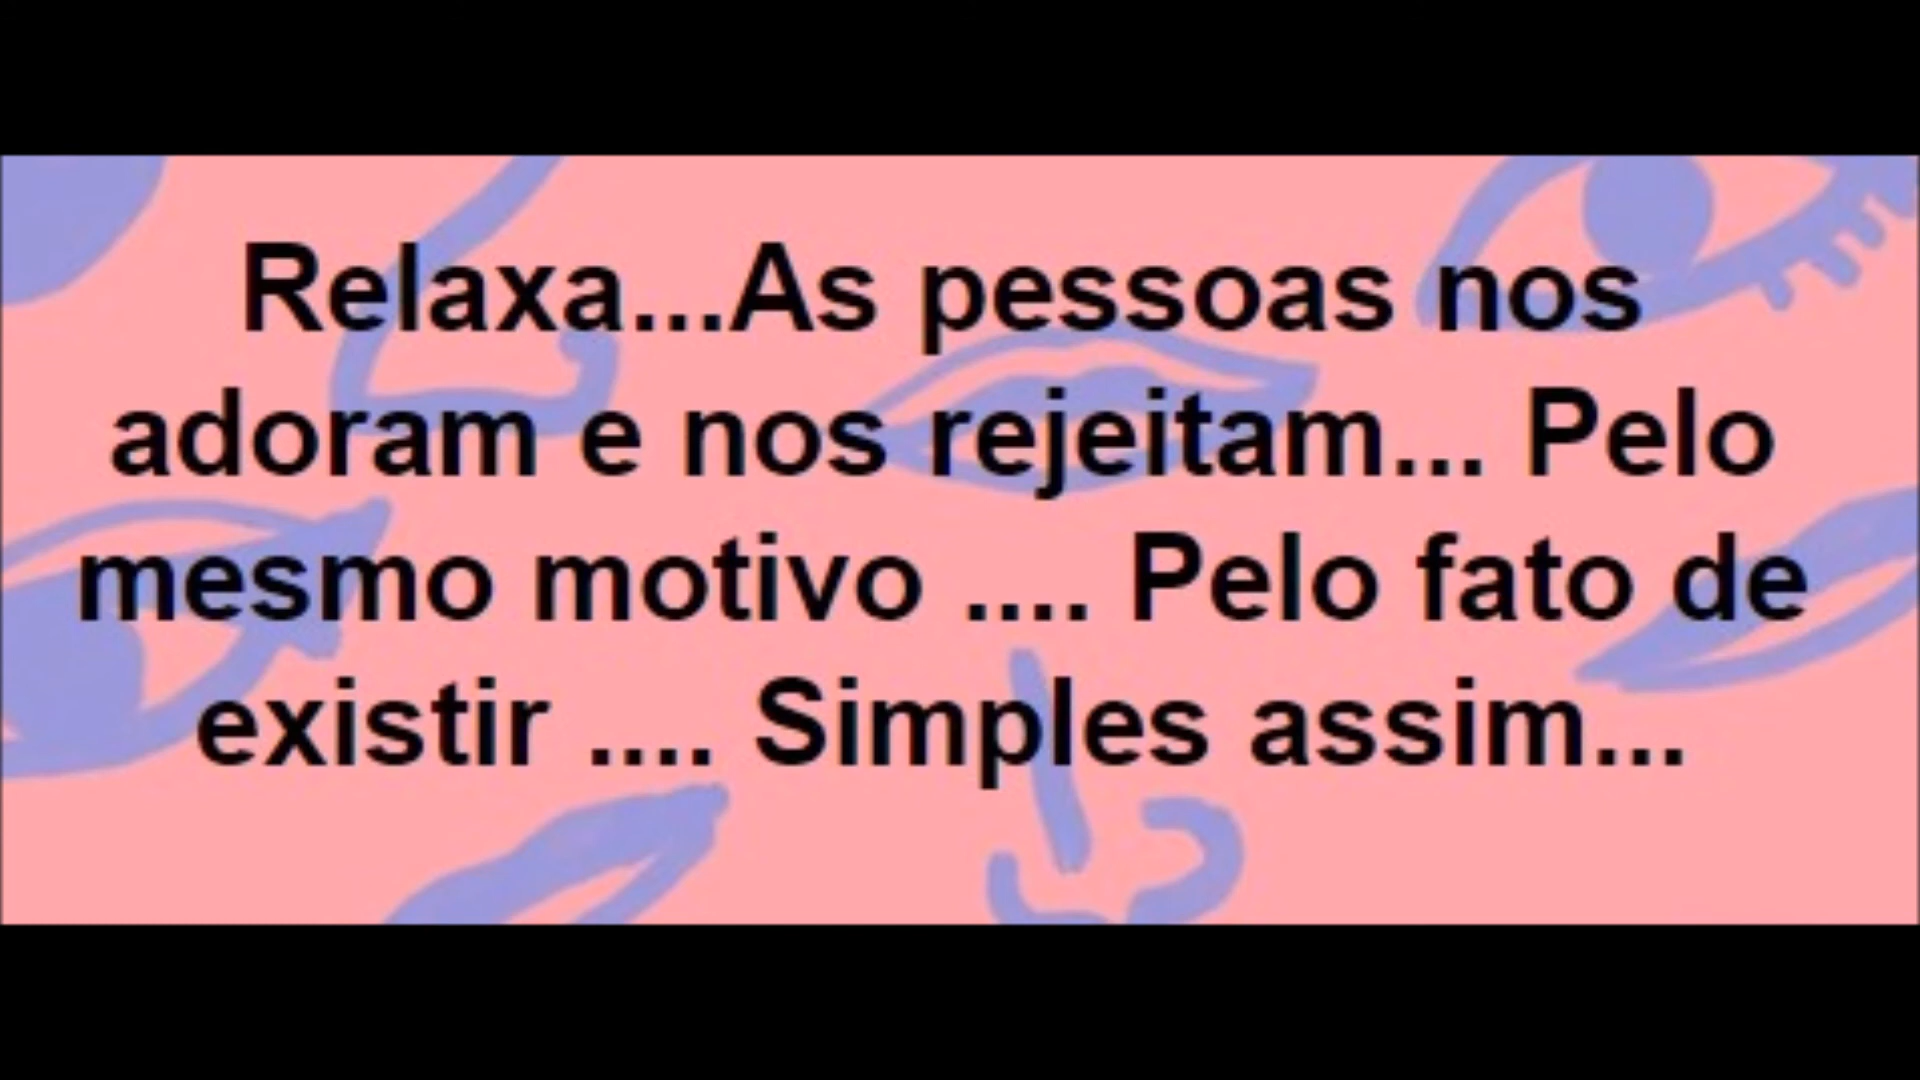 Relaxa...As pessoas nos
adoram e nos rejeitam... Pelo
mesmo motivo .... Pelo fato de
existir .... Simples assim...